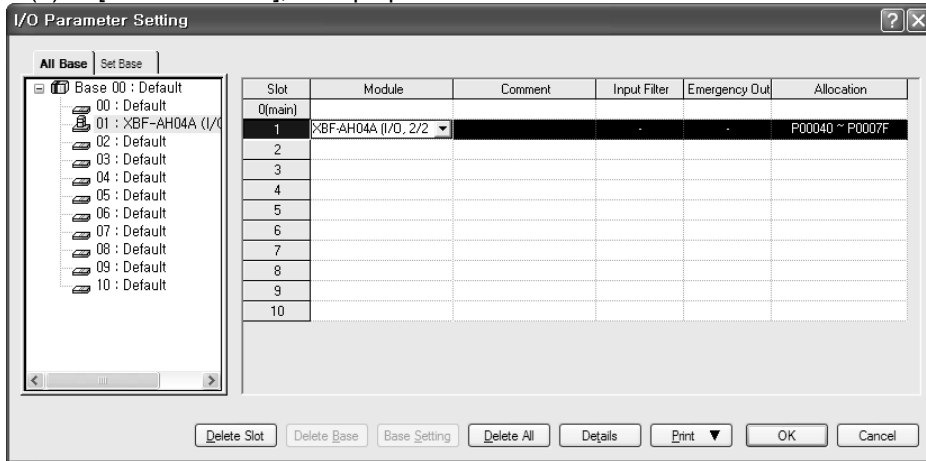 I/O Parameter Setting
All Base Set Base
Base 00 : Default
00 : Default
01 : XBF-AH04A (I/
02 : Default
03 : Default
04 : Default
05 : Default
06 : Default
07 : Default
08 : Default
09 : Default
10 : Default
Slot Module Comment Input Filter Emergency Out Allocation
0(main)
1 XBF-AH04A (I/O, 2/2 - - P00040 ~ P0007F
2
3
4
5
6
7
8
9
10
Delete Slot Delete Base Base Setting Delete All Details Print ▼ OK Cancel